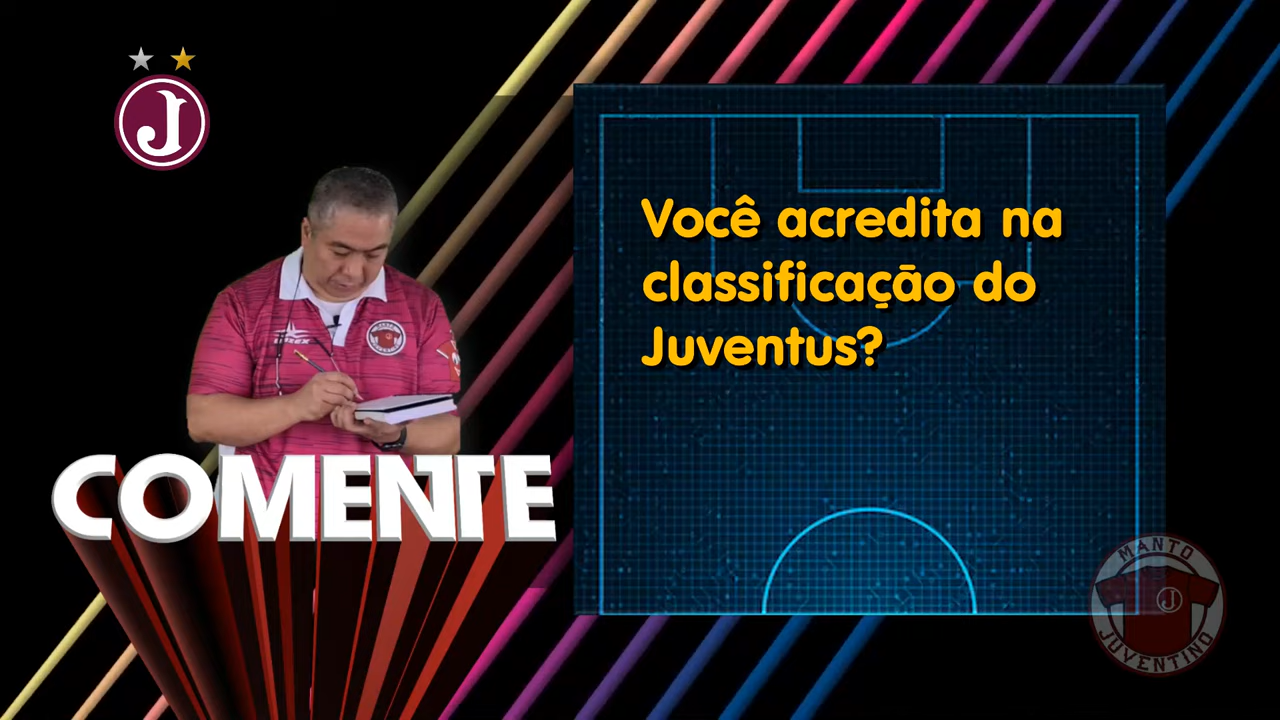 J
Você acredita na
classificação do
Juventus?
COMENTE
MANTO
J
JUVENTINO